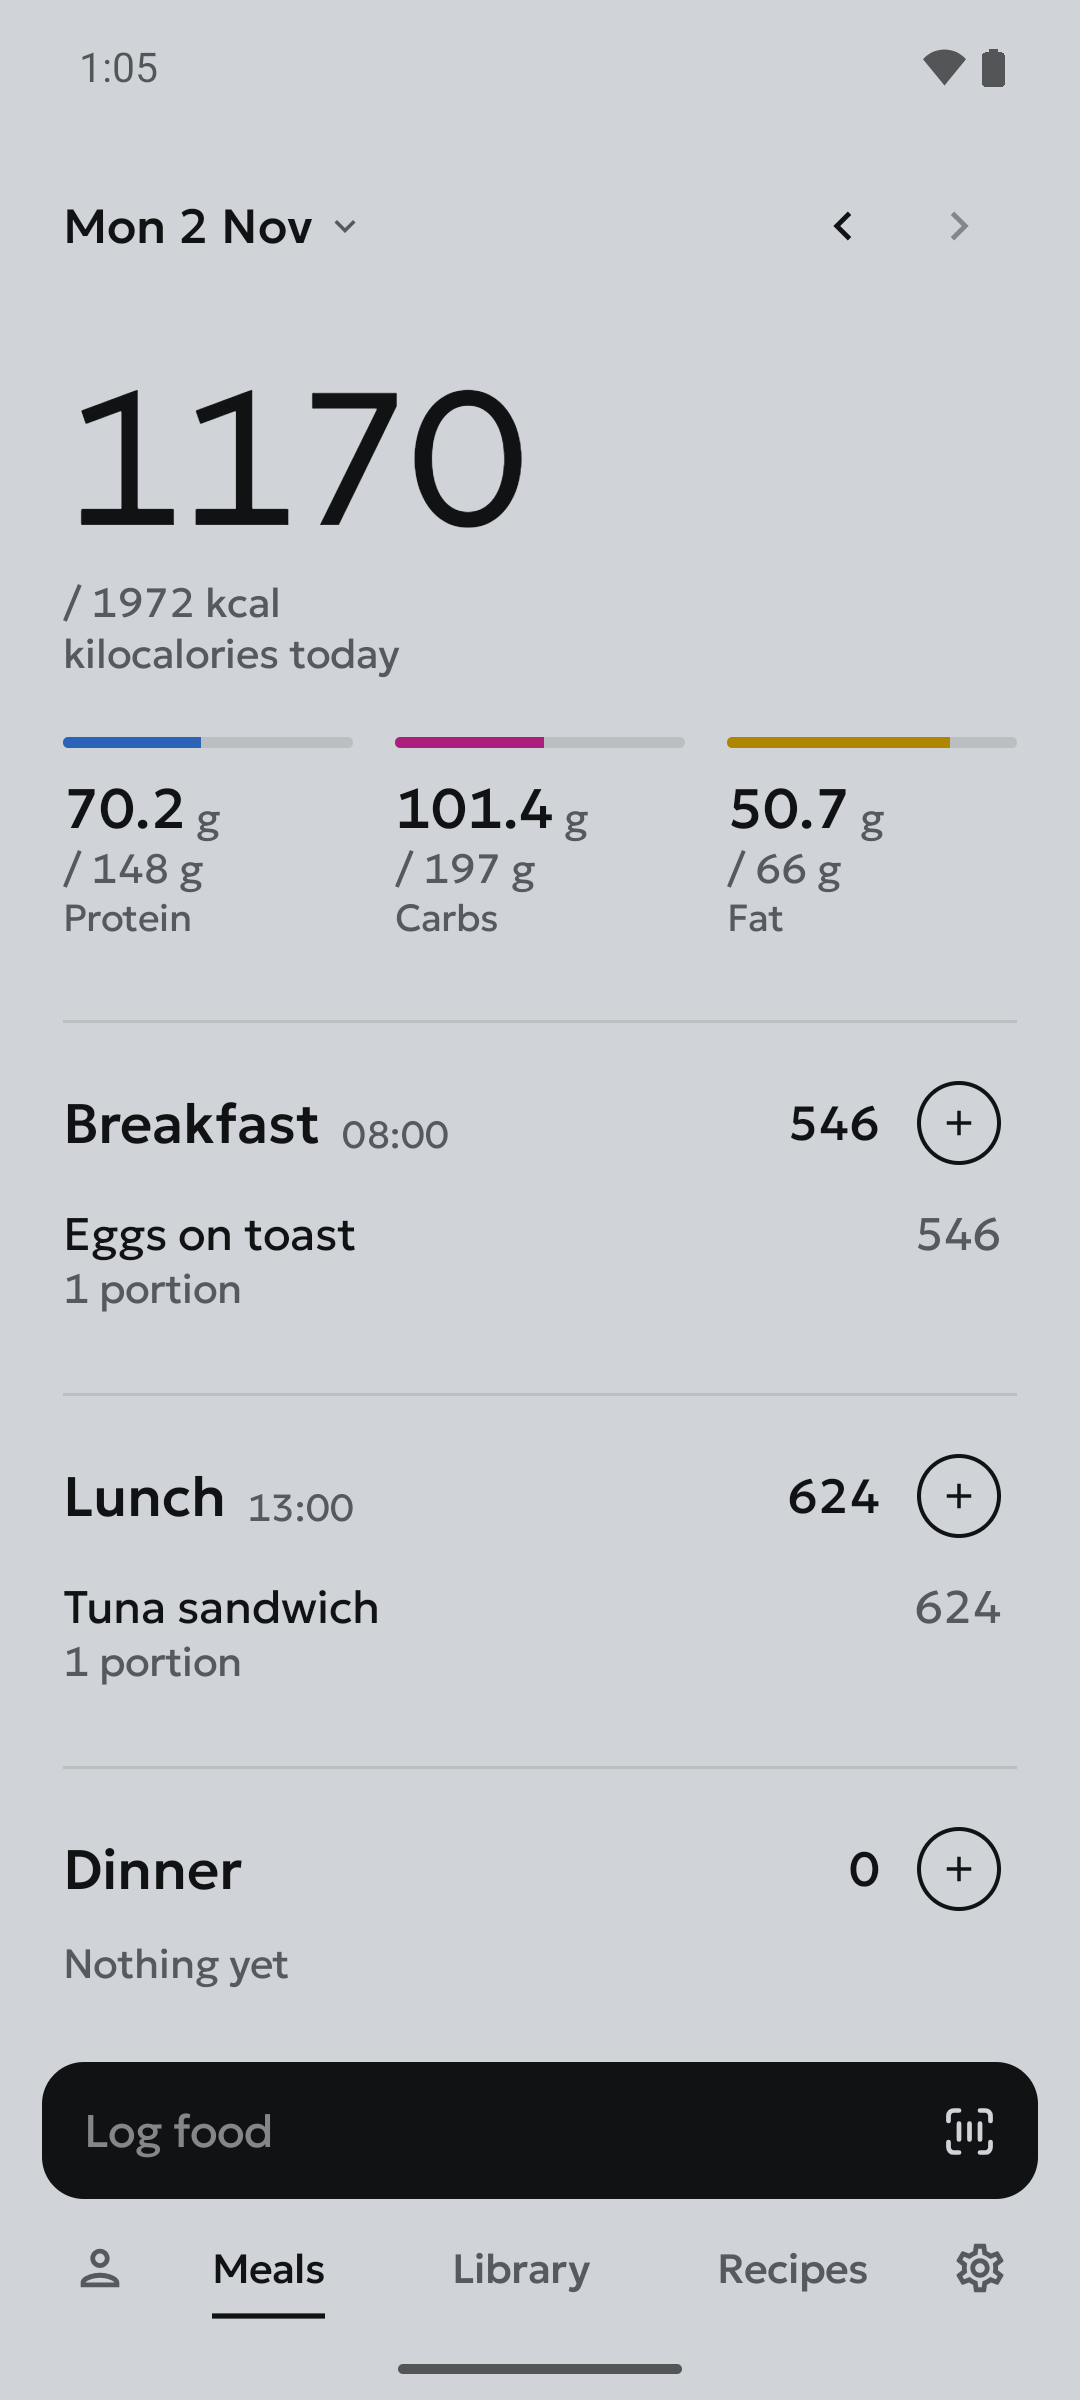 1:05
Mon 2 Nov
1170
/ 1972 kcal
kilocalories today
70.2 g
/ 148 g
Protein
101.4 g
/ 197 g
Carbs
50.7 g
/ 66 g
Fat
Breakfast 08:00 546
Eggs on toast 546
1 portion
Lunch 13:00 624
Tuna sandwich 624
1 portion
Dinner 0
Nothing yet
Log food
Meals Library Recipes